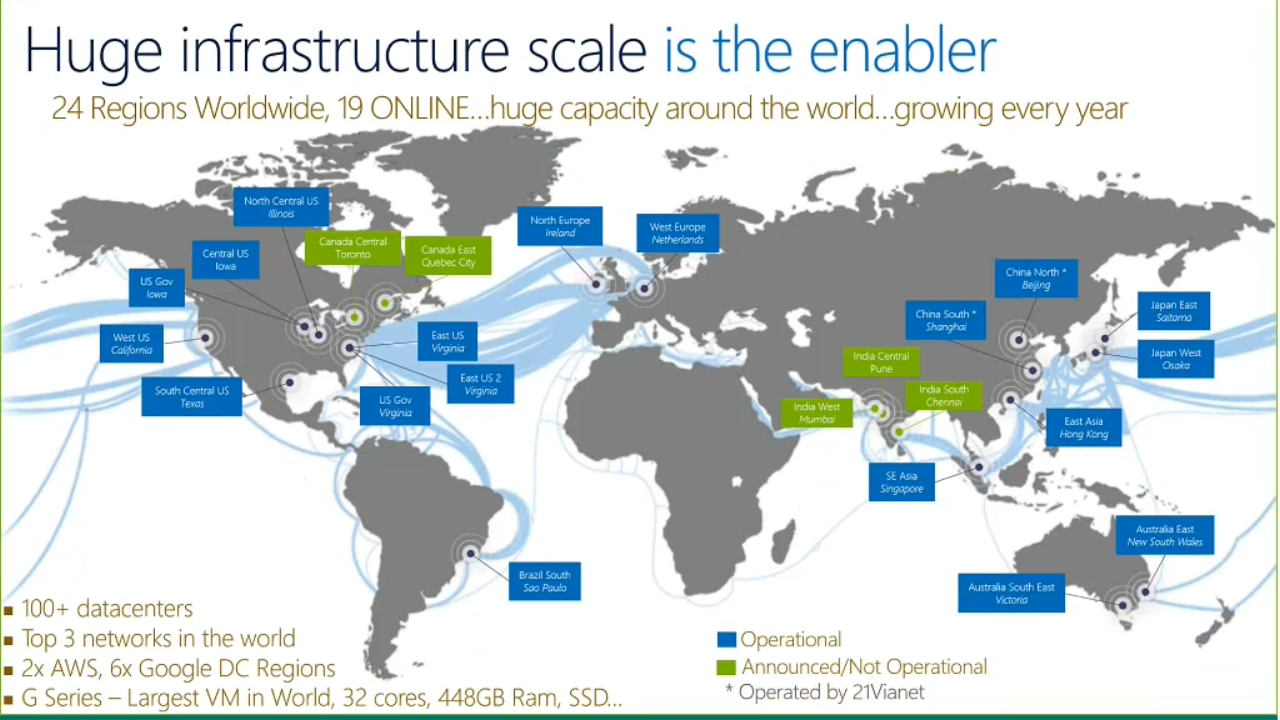 Huge infrastructure scale is the enabler
24 Regions Worldwide, 19 ONLINE...huge capacity around the world...growing every year
North Central US
Illinois
Central US
Iowa
US Gov
Iowa
West US
California
South Central US
Texas
Canada Central
Toronto
Canada East
Quebec City
East US
Virginia
East US 2
Virginia
US Gov
Virginia
North Europe
Ireland
West Europe
Netherlands
China North *
Beijing
China South *
Shanghai
Japan East
Saitama
Japan West
Osaka
India Central
Pune
India South
Chennai
India West
Mumbai
East Asia
Hong Kong
SE Asia
Singapore
Australia East
New South Wales
Australia South East
Victoria
Brazil South
Sao Paulo
▪ 100+ datacenters
▪ Top 3 networks in the world
▪ 2x AWS, 6x Google DC Regions
▪ G Series – Largest VM in World, 32 cores, 448GB Ram, SSD...
Operational
Announced/Not Operational
* Operated by 21Vianet